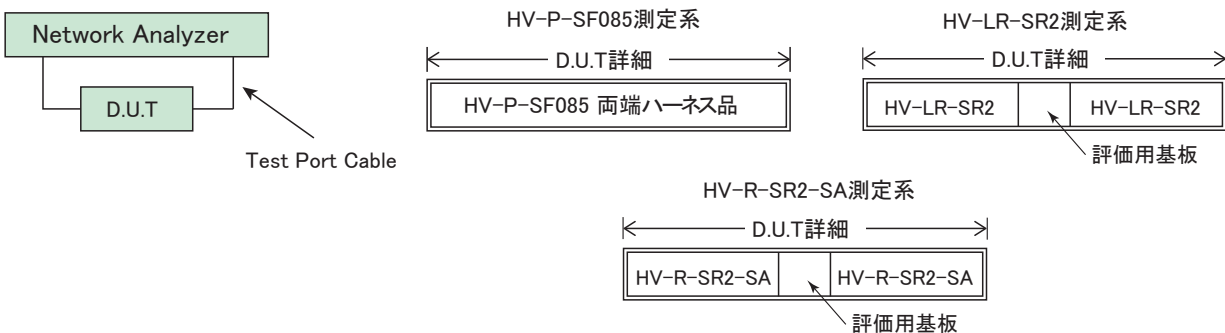 Network Analyzer
D.U.T
Test Port Cable
HV-P-SF085測定系
D.U.T詳細
HV-P-SF085 両端ハーネス品
HV-LR-SR2測定系
D.U.T詳細
HV-LR-SR2
HV-LR-SR2
評価用基板
HV-R-SR2-SA測定系
D.U.T詳細
HV-R-SR2-SA
HV-R-SR2-SA
評価用基板